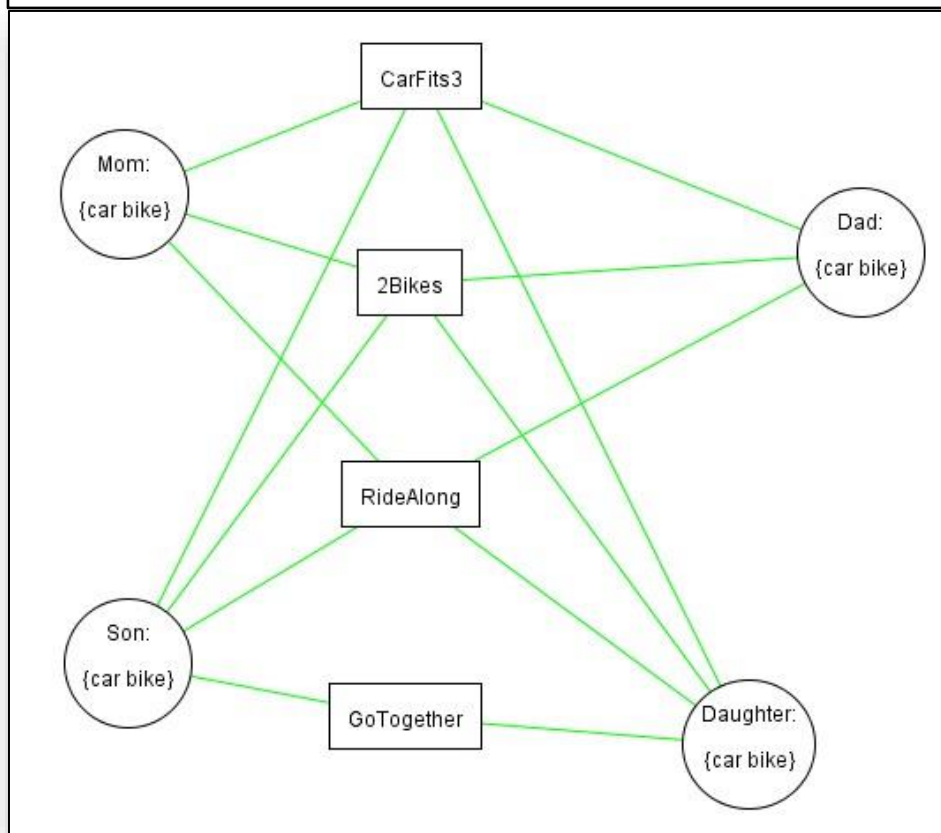 CarFits3
Mom:
{car bike}
Dad:
{car bike}
2Bikes
RideAlong
Son:
{car bike}
GoTogether
Daughter:
{car bike}